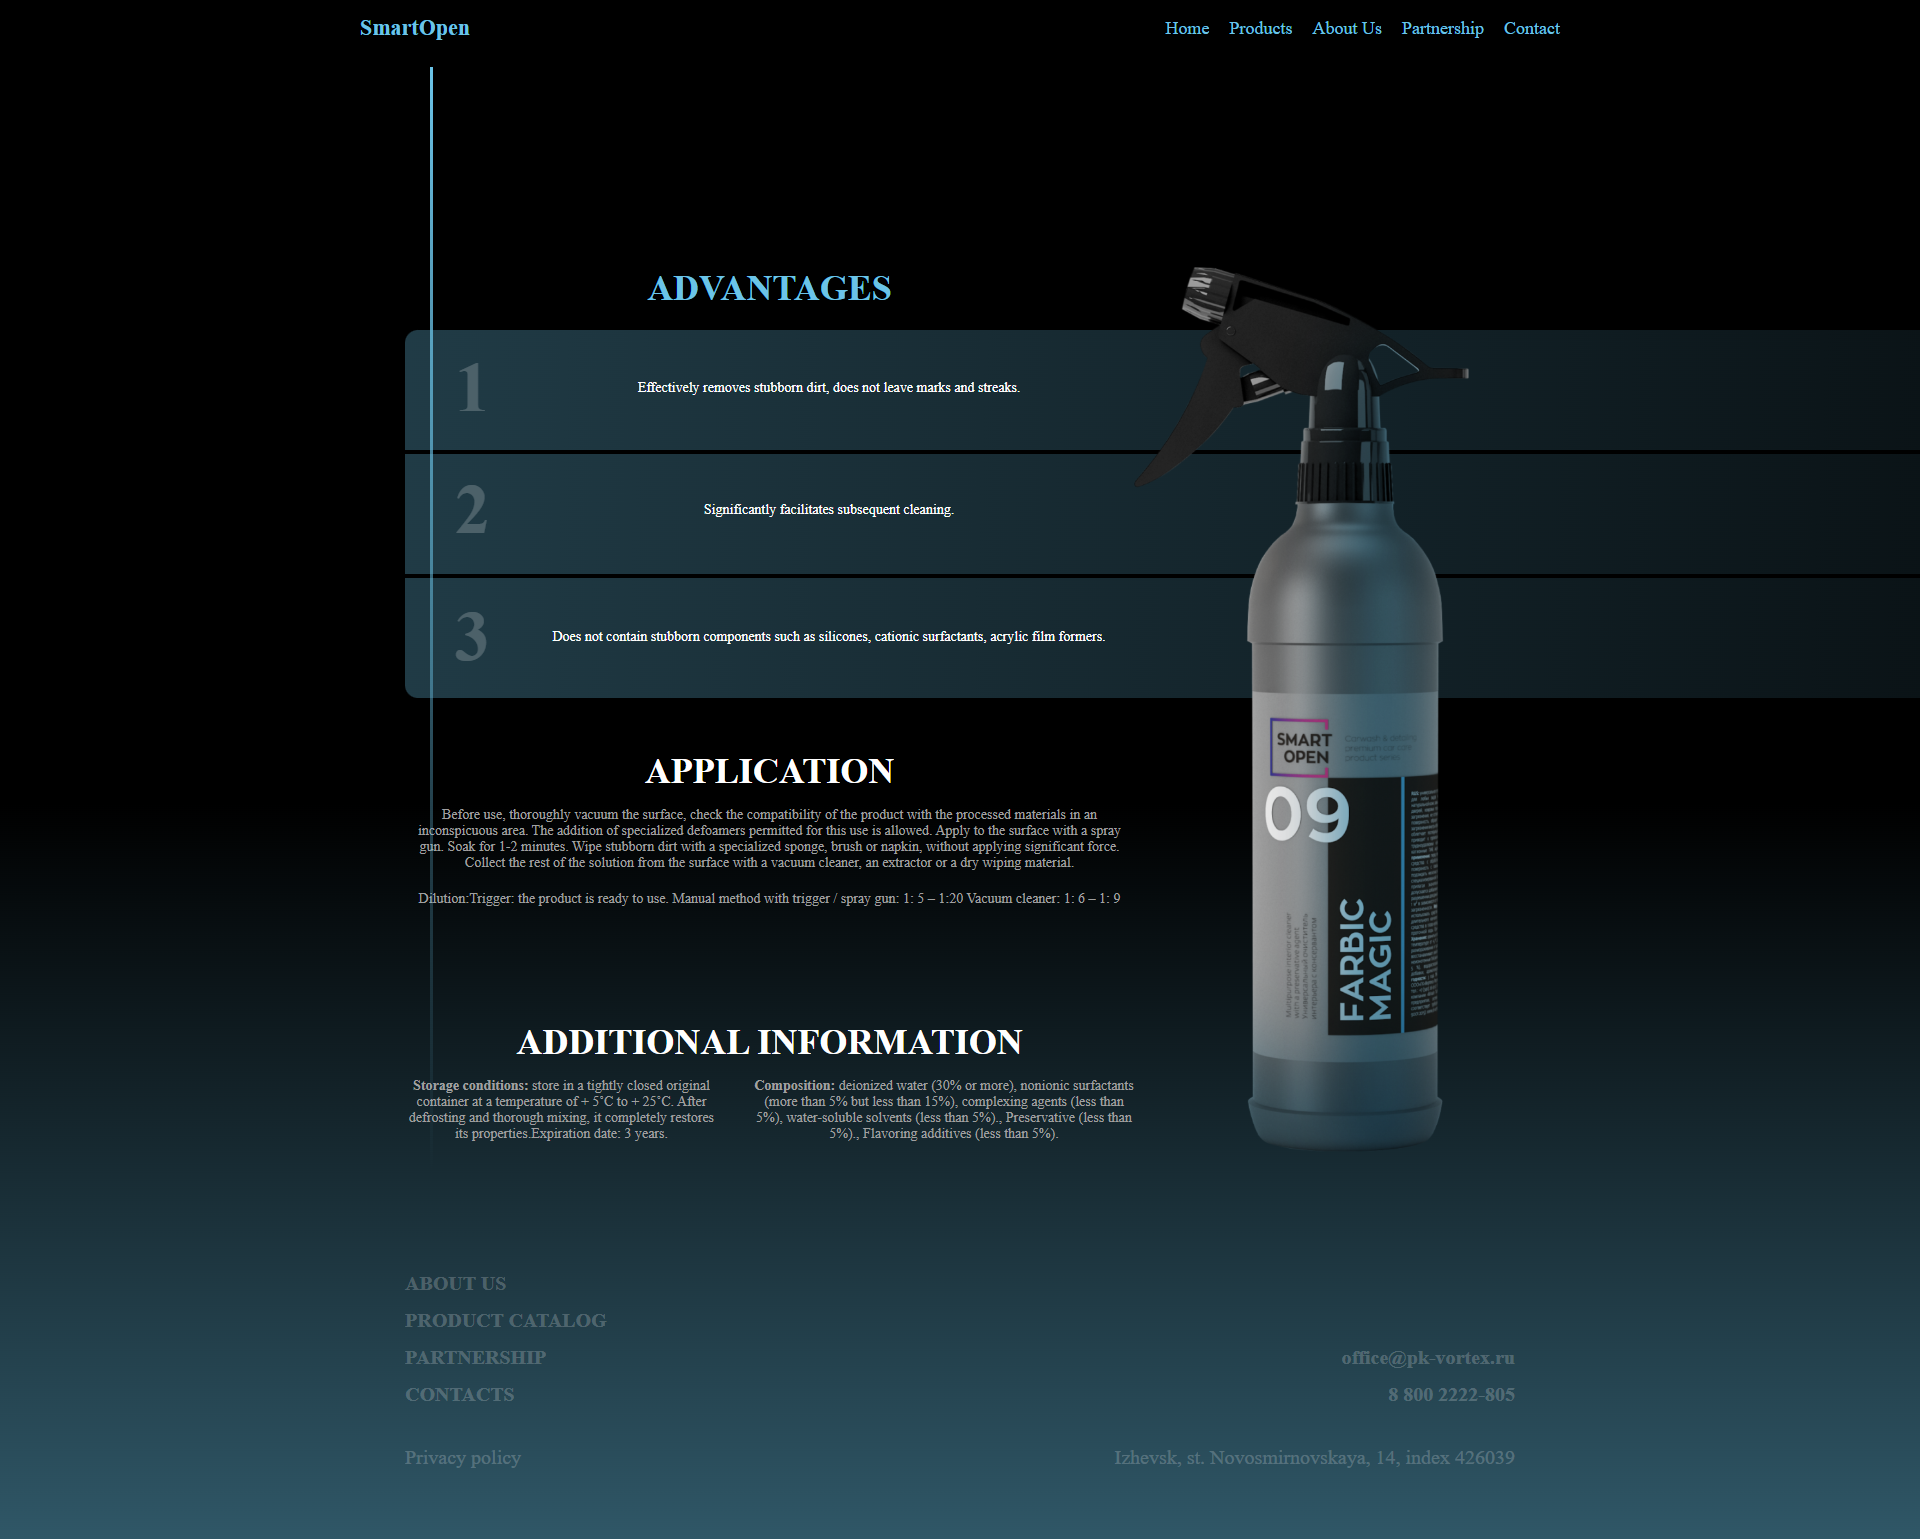 SmartOpen
Home Products About Us Partnership Contact
ADVANTAGES
1
Effectively removes stubborn dirt, does not leave marks and streaks.
2
Significantly facilitates subsequent cleaning.
3
Does not contain stubborn components such as silicones, cationic surfactants, acrylic film formers.
SMART
OPEN
09
FARBIC
MAGIC
APPLICATION
Before use, thoroughly vacuum the surface, check the compatibility of the product with the processed materials in an
inconspicuous area. The addition of specialized defoamers permitted for this use is allowed. Apply to the surface with a spray
gun. Soak for 1-2 minutes. Wipe stubborn dirt with a specialized sponge, brush or napkin, without applying significant force.
Collect the rest of the solution from the surface with a vacuum cleaner, an extractor or a dry wiping material.
Dilution:Trigger: the product is ready to use. Manual method with trigger / spray gun: 1: 5 – 1:20 Vacuum cleaner: 1: 6 – 1: 9
ADDITIONAL INFORMATION
Storage conditions: store in a tightly closed original
container at a temperature of + 5˚C to + 25˚C. After
defrosting and thorough mixing, it completely restores
its properties.Expiration date: 3 years.
Composition: deionized water (30% or more), nonionic surfactants
(more than 5% but less than 15%), complexing agents (less than
5%), water-soluble solvents (less than 5%)., Preservative (less than
5%)., Flavoring additives (less than 5%).
ABOUT US
PRODUCT CATALOG
PARTNERSHIP
CONTACTS
office@pk-vortex.ru
8 800 2222-805
Privacy policy
Izhevsk, st. Novosmirnovskaya, 14, index 426039